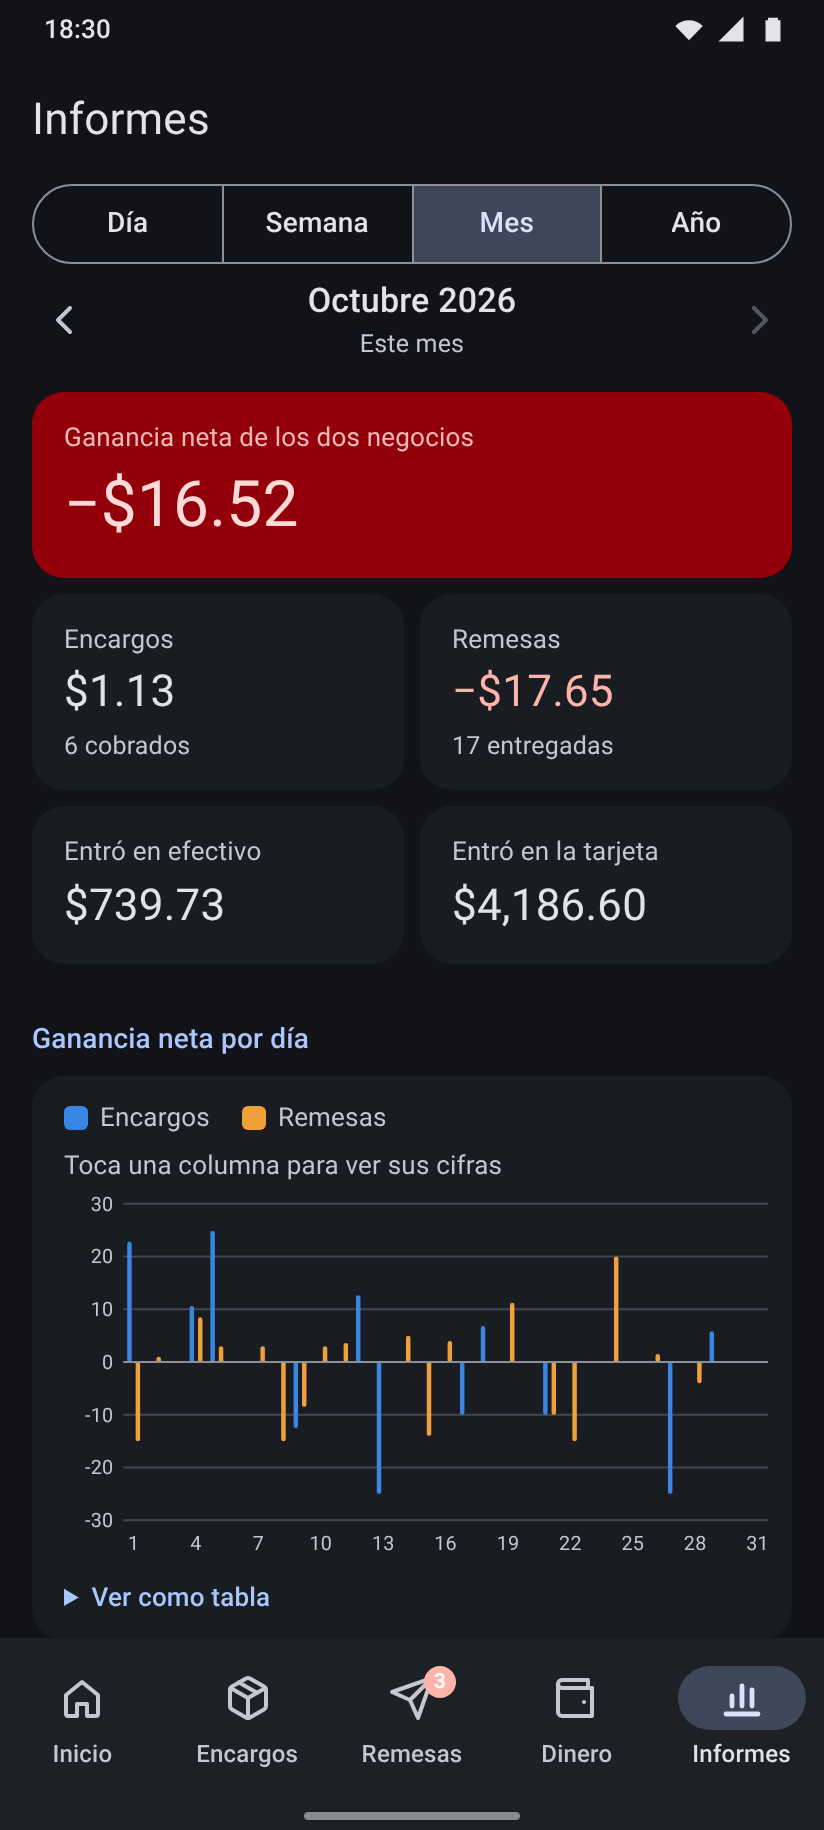 18:30
Informes
Día
Semana
Mes
Año
Octubre 2026
Este mes
Ganancia neta de los dos negocios
−$16.52
Encargos
$1.13
6 cobrados
Remesas
−$17.65
17 entregadas
Entró en efectivo
$739.73
Entró en la tarjeta
$4,186.60
Ganancia neta por día
Encargos
Remesas
Toca una columna para ver sus cifras
30
20
10
0
-10
-20
-30
1 4 7 10 13 16 19 22 25 28 31
Ver como tabla
3
Inicio
Encargos
Remesas
Dinero
Informes